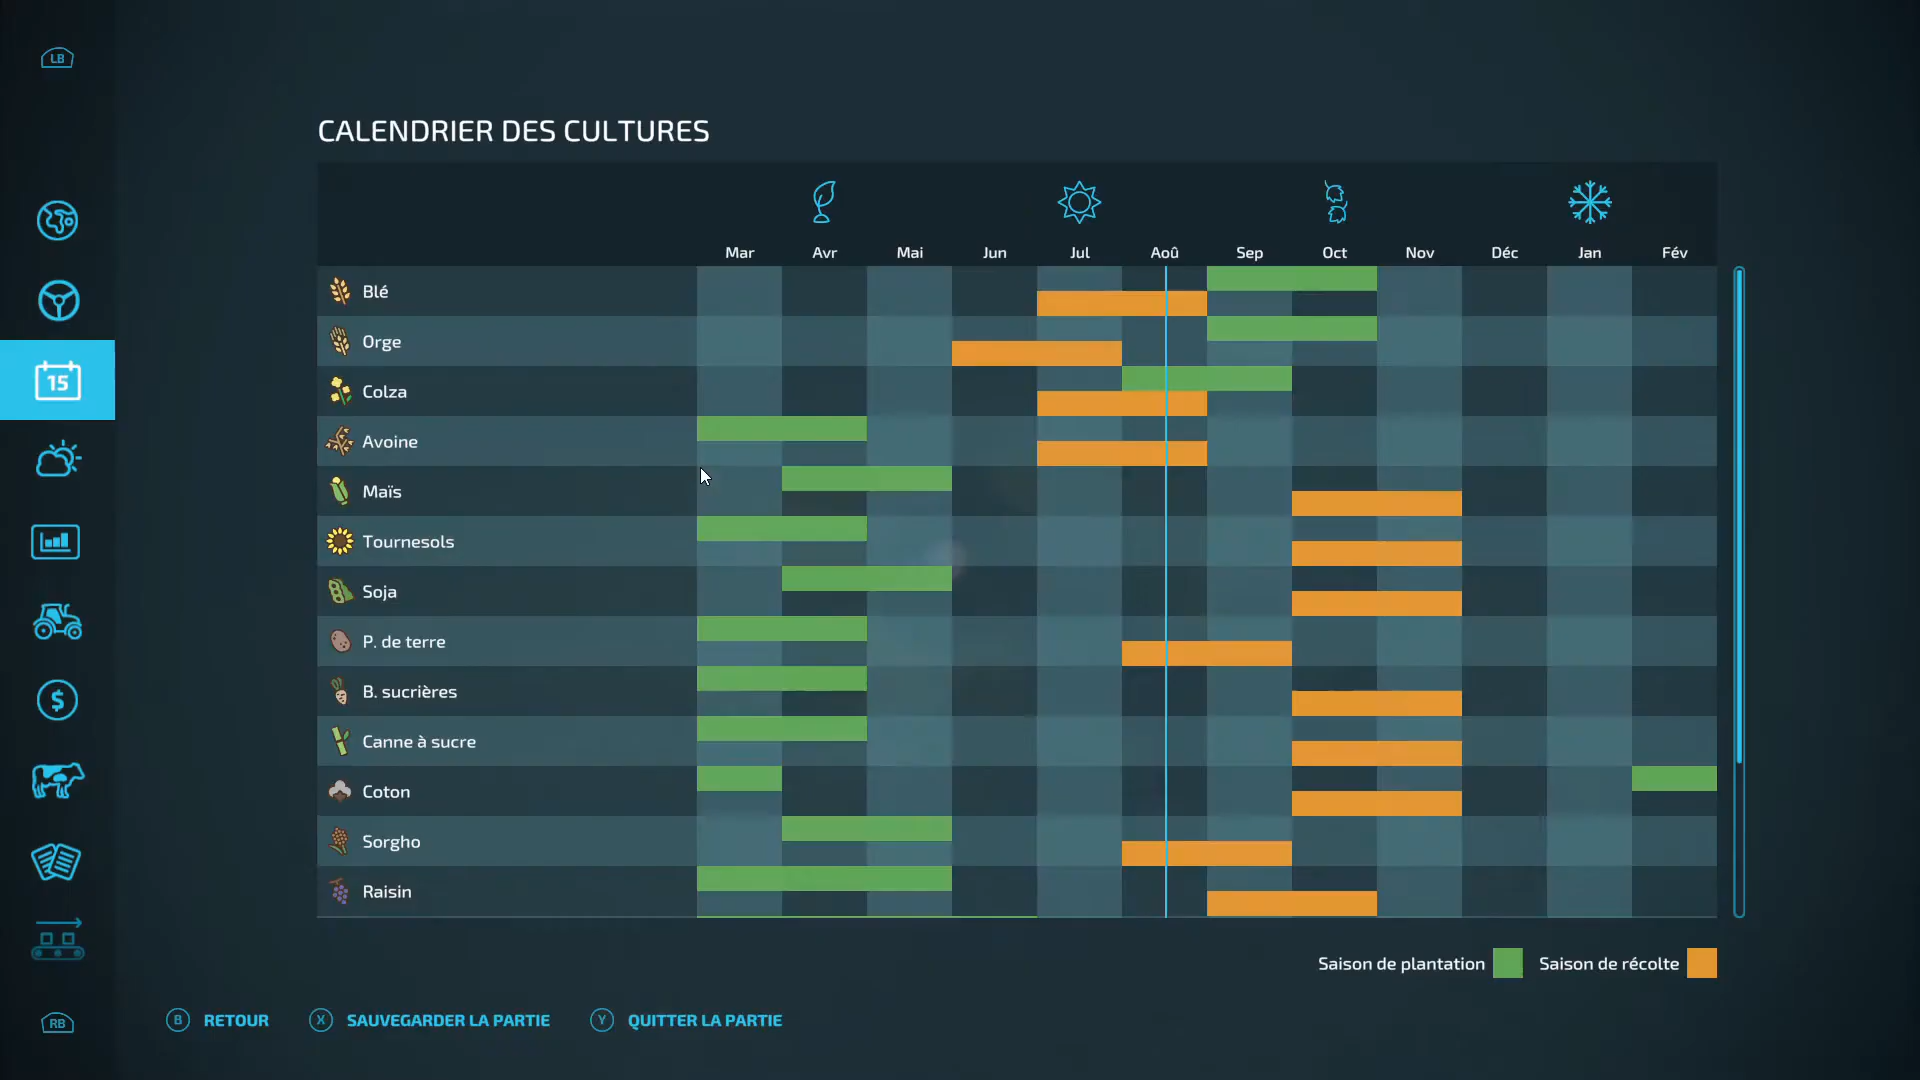 LB
CALENDRIER DES CULTURES
Mar Avr Mai Jun Jul Aoû Sep Oct Nov Déc Jan Fév
Blé
Orge
Colza
Avoine
Maïs
Tournesols
Soja
P. de terre
B. sucrières
Canne à sucre
Coton
Sorgho
Raisin
15
$
Saison de plantation Saison de récolte
RB
B RETOUR X SAUVEGARDER LA PARTIE Y QUITTER LA PARTIE